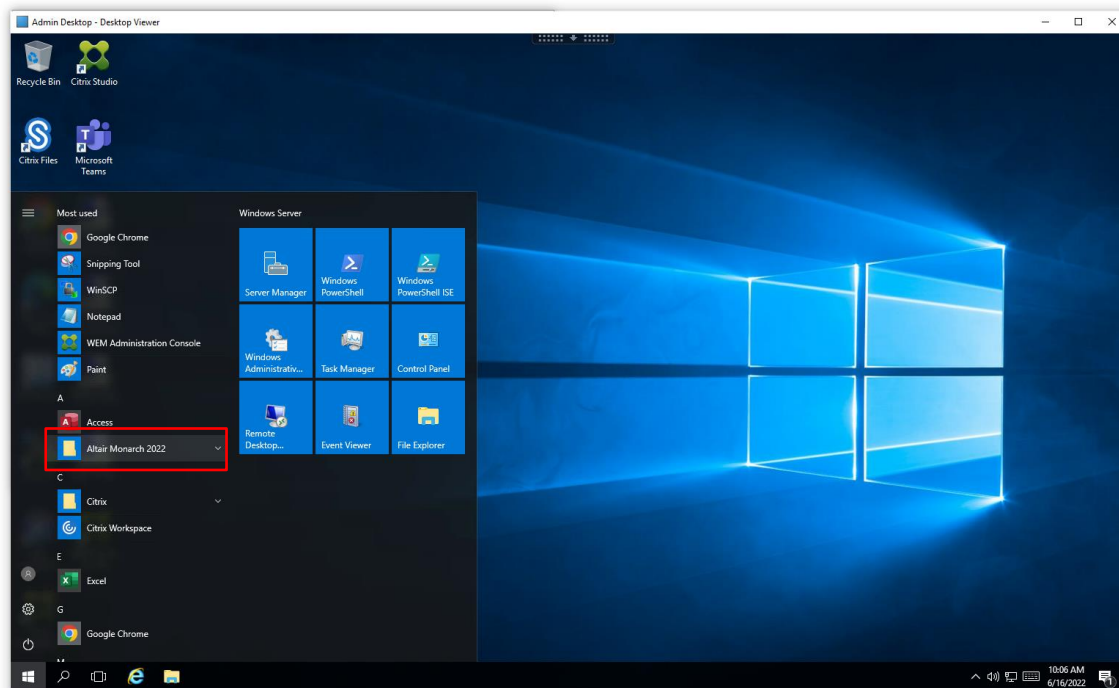 Admin Desktop - Desktop Viewer
Recycle Bin
Citrix Studio
Citrix Files
Microsoft
Teams
Most used
Google Chrome
Snipping Tool
WinSCP
Notepad
WEM Administration Console
Paint
A
Access
Altair Monarch 2022
C
Citrix
Citrix Workspace
E
Excel
G
Google Chrome
Windows Server
Server Manager
Windows
PowerShell
Windows
PowerShell ISE
Windows
Administrativ...
Task Manager
Control Panel
Remote
Desktop...
Event Viewer
File Explorer
10:06 AM
6/16/2022